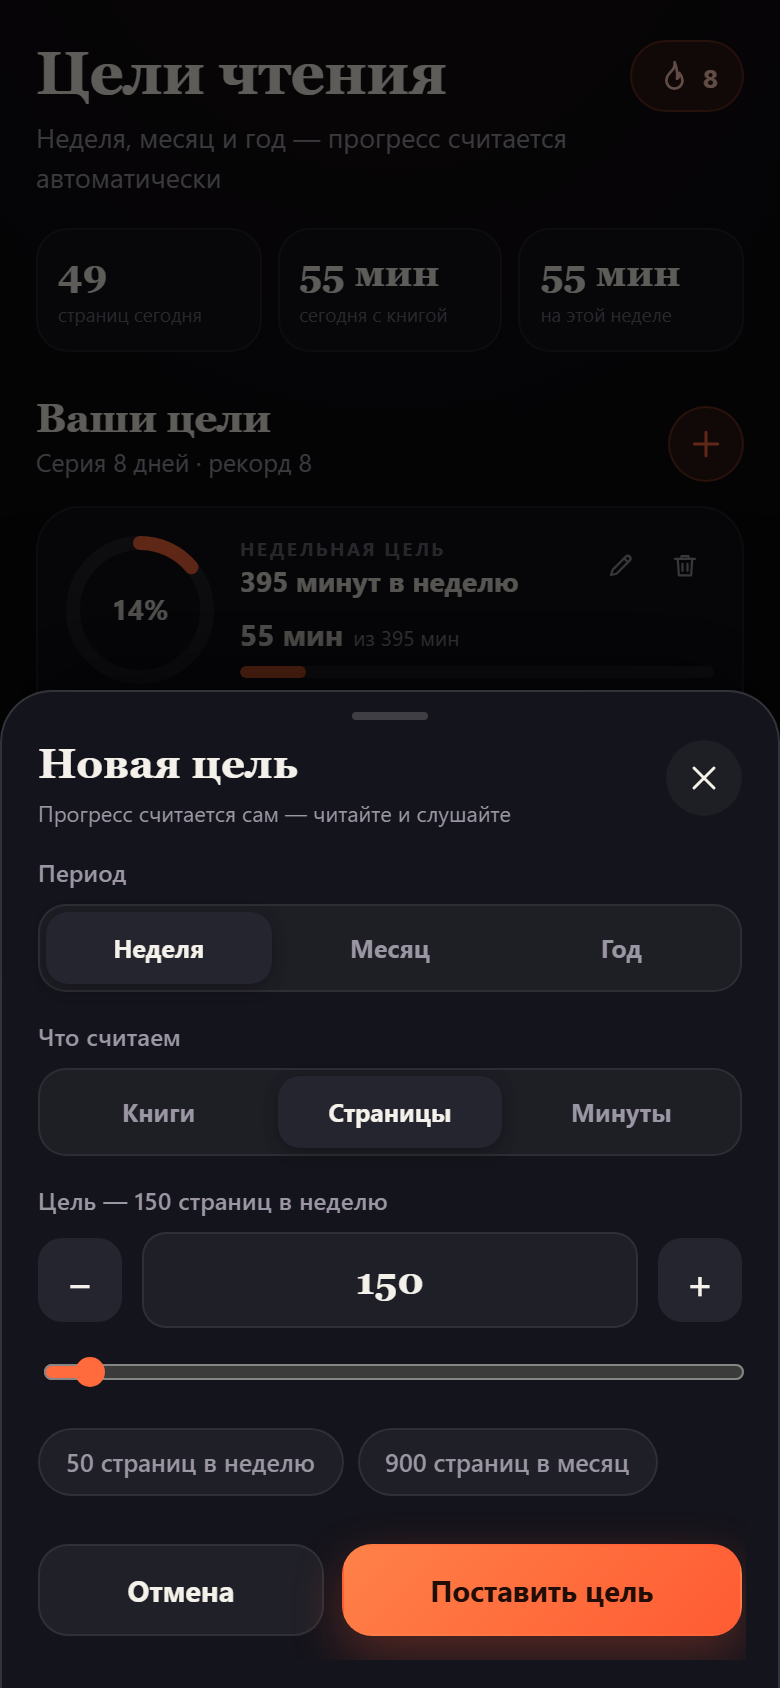 Цели чтения
8
Неделя, месяц и год — прогресс считается
автоматически
49
страниц сегодня
55 мин
сегодня с книгой
55 мин
на этой неделе
Ваши цели
Серия 8 дней · рекорд 8
14%
НЕДЕЛЬНАЯ ЦЕЛЬ
395 минут в неделю
55 мин из 395 мин
Новая цель
Прогресс считается сам — читайте и слушайте
Период
Неделя Месяц Год
Что считаем
Книги Страницы Минуты
Цель — 150 страниц в неделю
− 150 +
50 страниц в неделю 900 страниц в месяц
Отмена Поставить цель